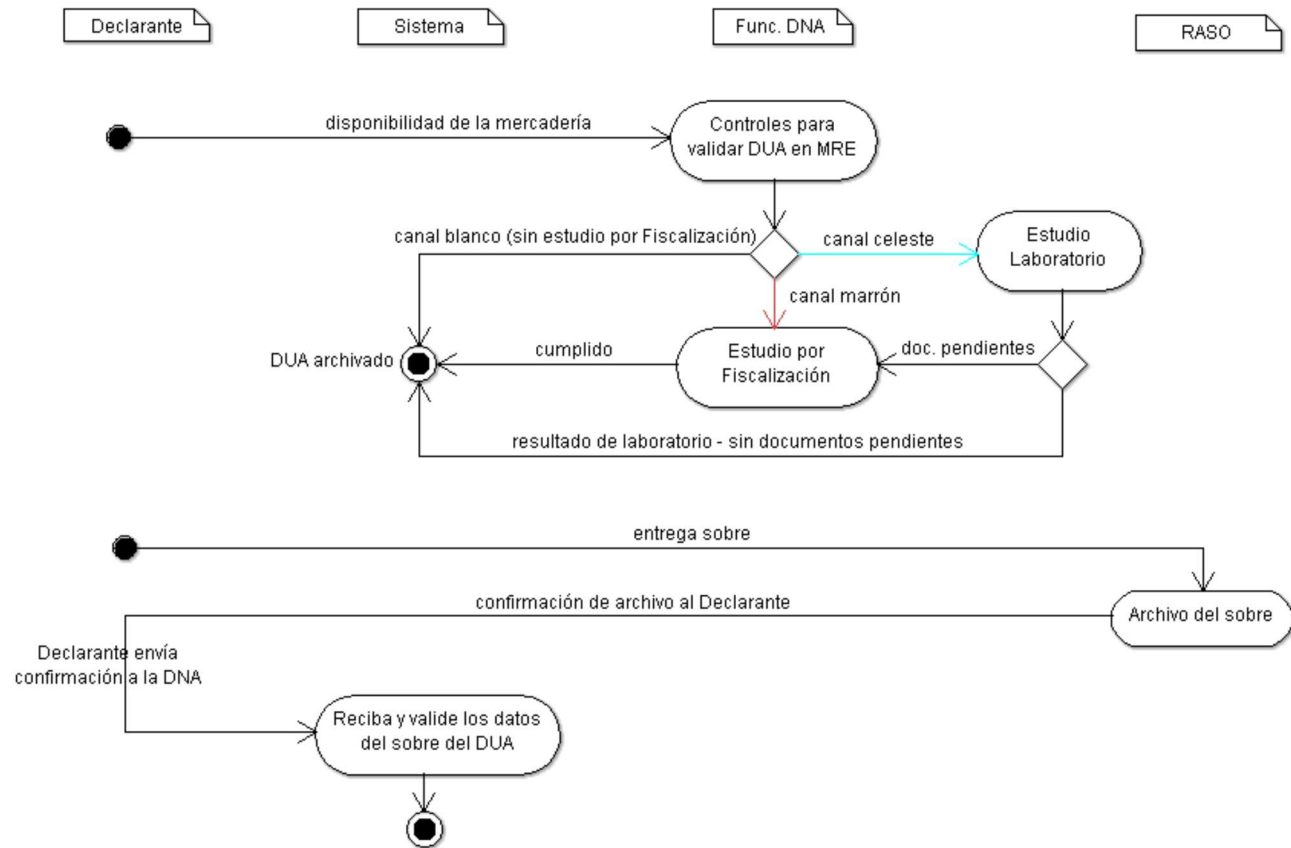 Declarante
Sistema
Func. DNA
RASO
disponibilidad de la mercadería
Controles para
validar DUA en MRE
canal blanco (sin estudio por Fiscalización)
canal celeste
Estudio
Laboratorio
canal marrón
DUA archivado
cumplido
Estudio por
Fiscalización
doc. pendientes
resultado de laboratorio - sin documentos pendientes
entrega sobre
confirmación de archivo al Declarante
Archivo del sobre
Declarante envía
confirmación a la DNA
Reciba y valide los datos
del sobre del DUA